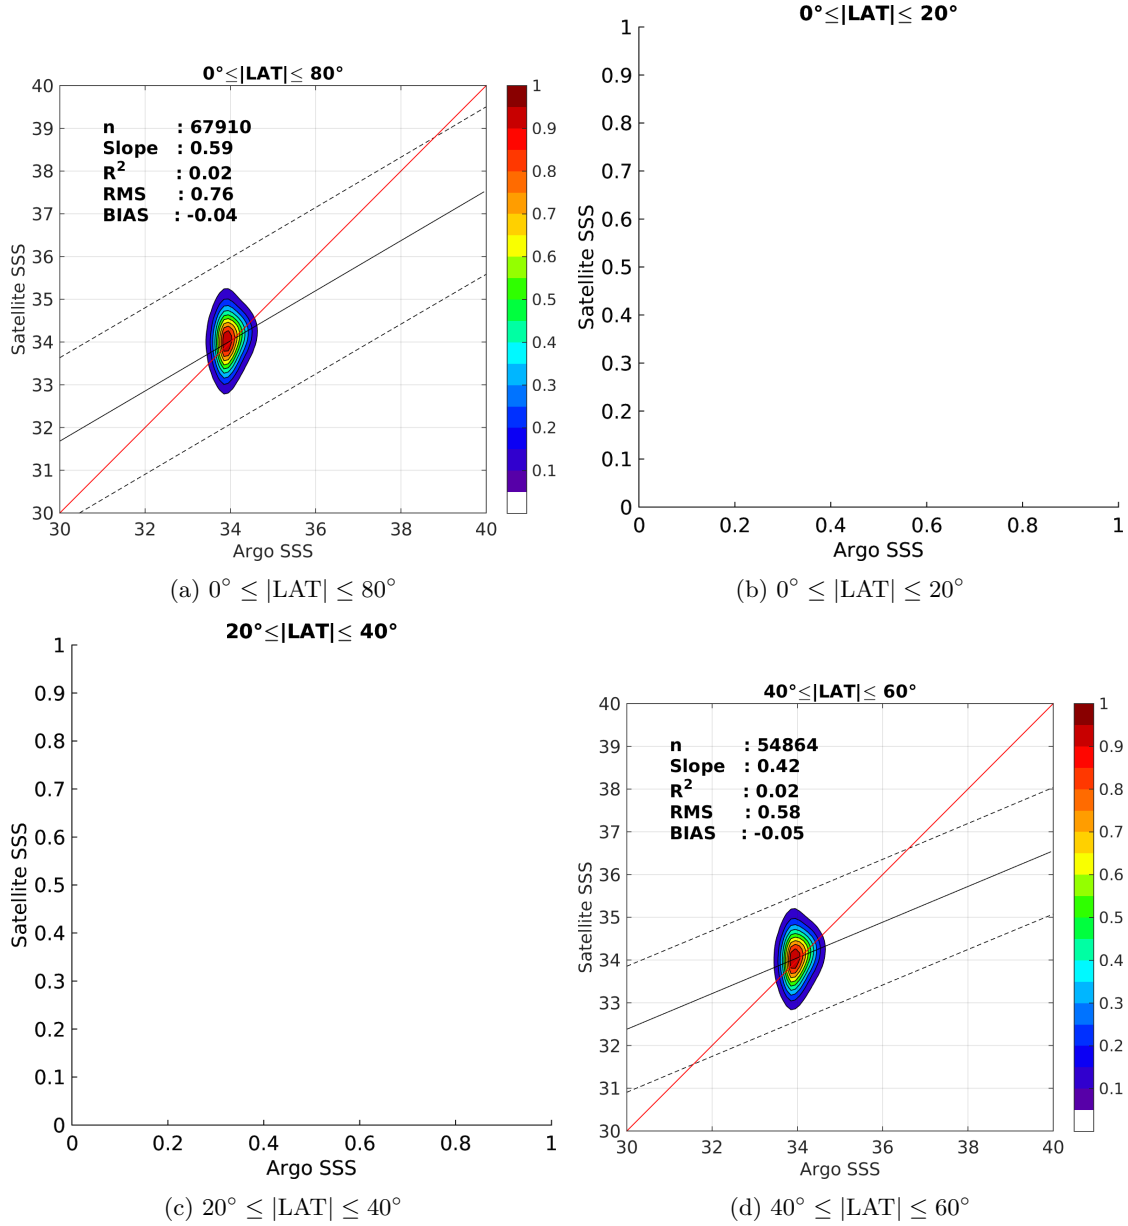 0°≤|LAT|≤ 80°
40
39
38
37
36
35
34
33
32
31
30
Satellite SSS
n : 67910
Slope : 0.59
R2 : 0.02
RMS : 0.76
BIAS : -0.04
30 32 34 36 38 40
Argo SSS
1
0.9
0.8
0.7
0.6
0.5
0.4
0.3
0.2
0.1
(a) 0° ≤ |LAT| ≤ 80°
0°≤|LAT|≤ 20°
1
0.9
0.8
0.7
0.6
0.5
0.4
0.3
0.2
0.1
0
Satellite SSS
0 0.2 0.4 0.6 0.8 1
Argo SSS
(b) 0° ≤ |LAT| ≤ 20°
20°≤|LAT|≤ 40°
1
0.9
0.8
0.7
0.6
0.5
0.4
0.3
0.2
0.1
0
Satellite SSS
0 0.2 0.4 0.6 0.8 1
Argo SSS
(c) 20° ≤ |LAT| ≤ 40°
40°≤|LAT|≤ 60°
40
39
38
37
36
35
34
33
32
31
30
Satellite SSS
n : 54864
Slope : 0.42
R2 : 0.02
RMS : 0.58
BIAS : -0.05
30 32 34 36 38 40
Argo SSS
1
0.9
0.8
0.7
0.6
0.5
0.4
0.3
0.2
0.1
(d) 40° ≤ |LAT| ≤ 60°